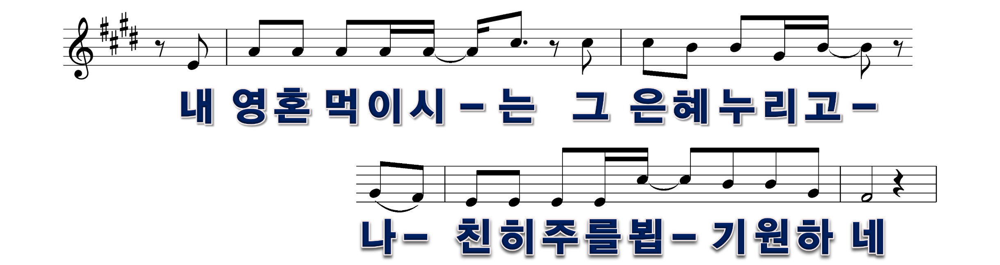 내 영혼 먹이시 - 는 그 은혜누리고 -
나 - 친히주를뵙 - 기원하 네